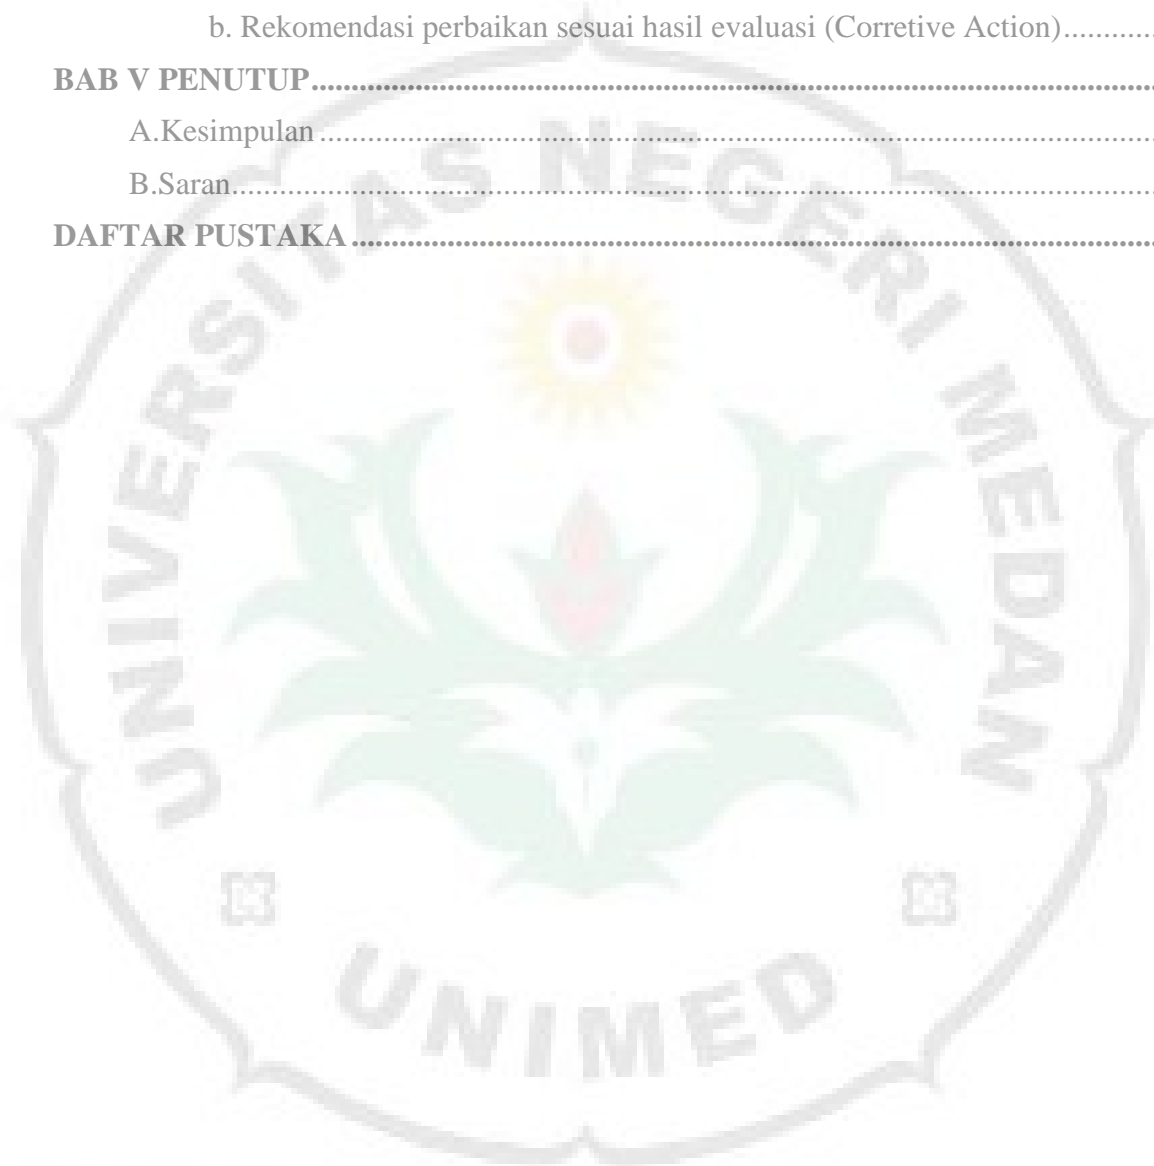 b. Rekomendasi perbaikan sesuai hasil evaluasi (Corretive Action)............
BAB V PENUTUP..........................................................................................
A.Kesimpulan..........................................................................................
B.Saran..........................................................................................
DAFTAR PUSTAKA..........................................................................................
UNIVERSITAS NEGERI MEDAN
UNIMED